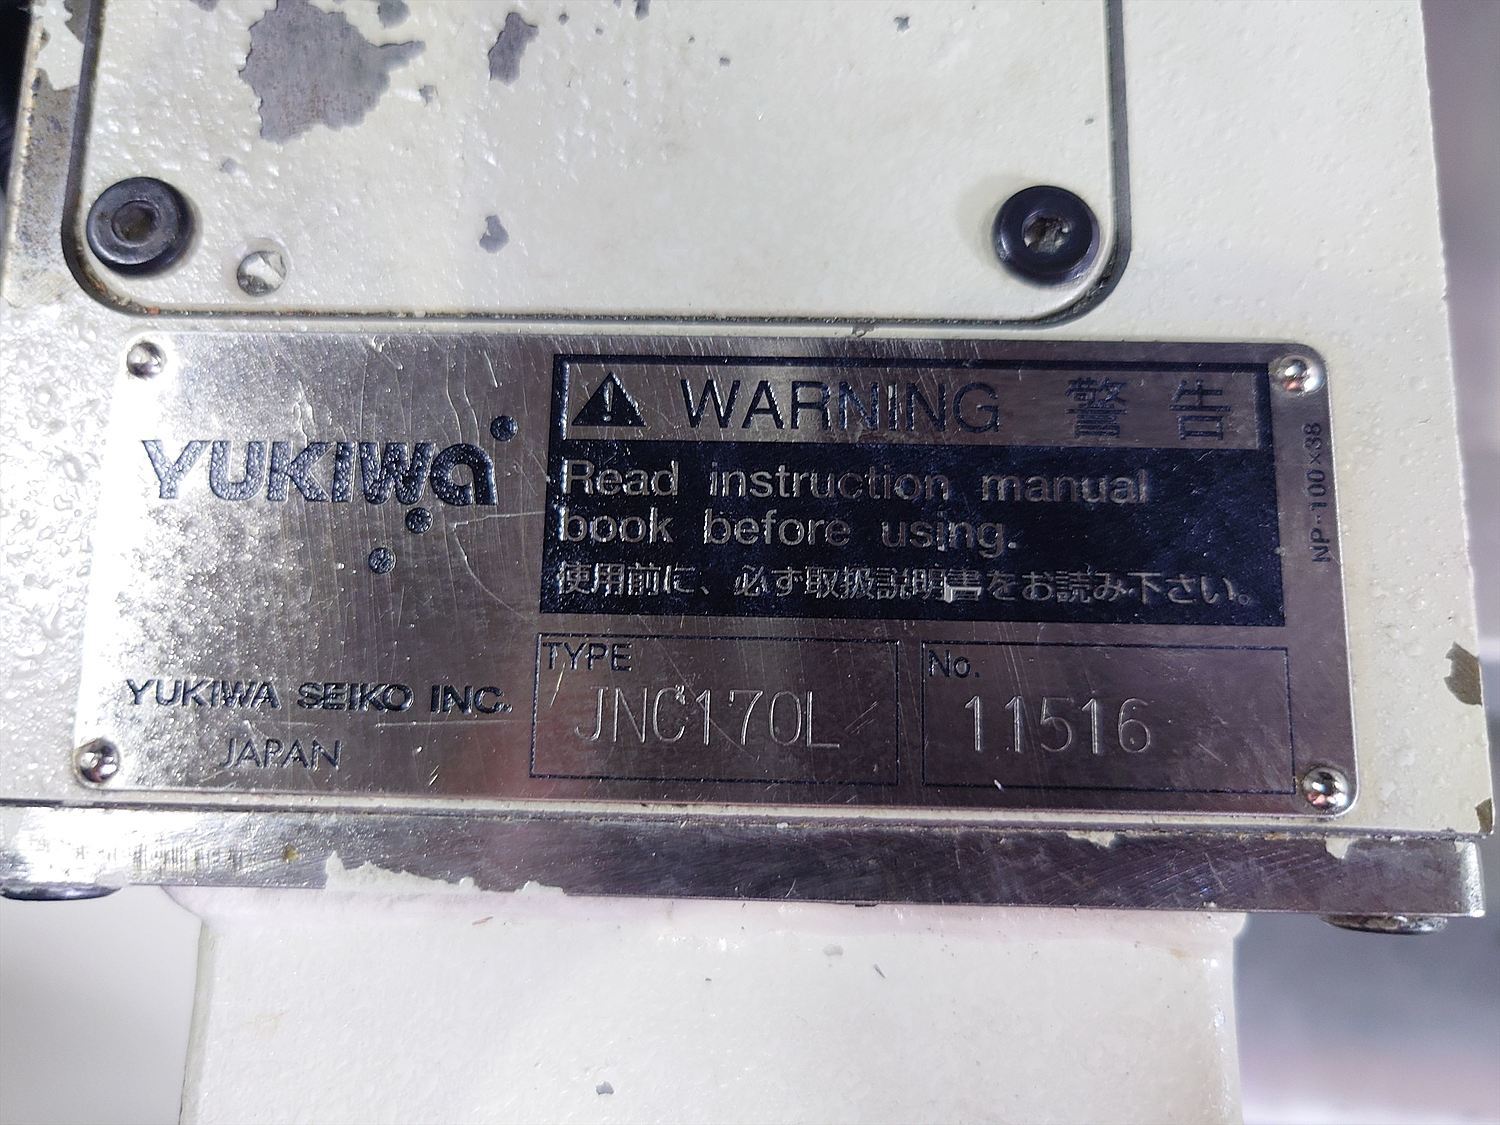 YUKIWA
YUKIWA SEIKO INC.
JAPAN
WARNING 警告
Read instruction manual
book before using.
使用前に、必ず取扱説明書をお読み下さい。
TYPE
JNC170L
No.
11516
NP-100×38